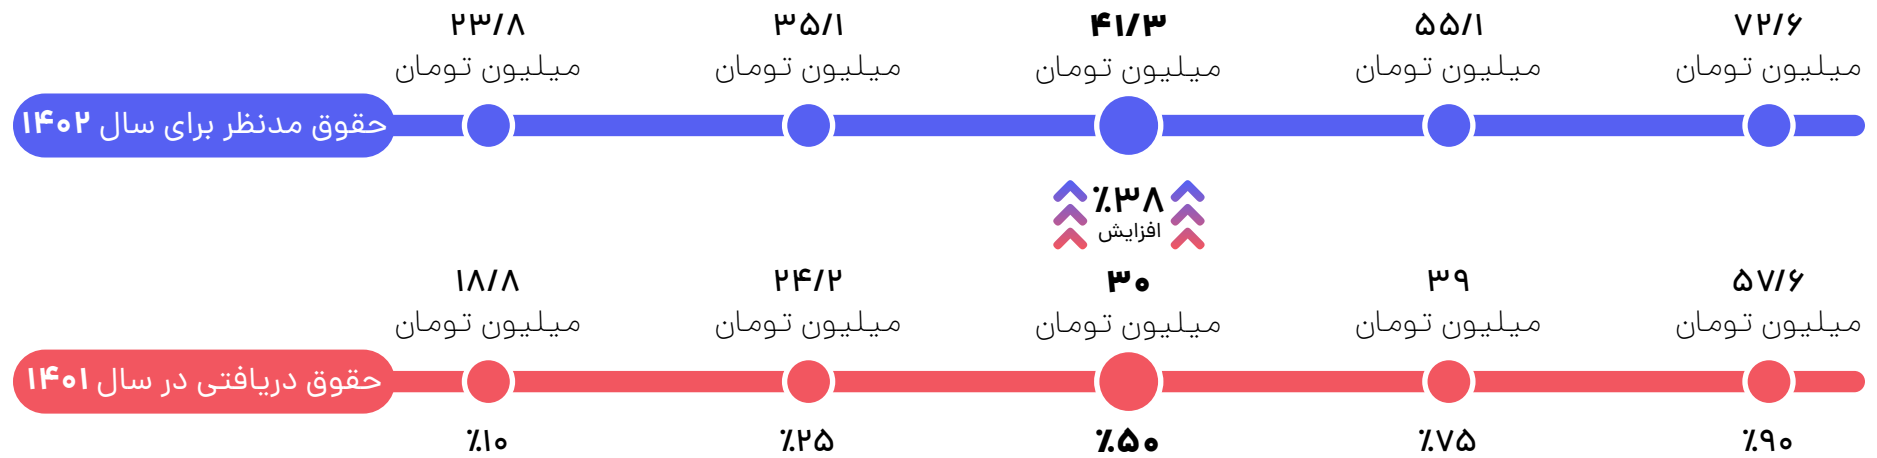 ۲۳/۸
میلیون تومان
۳۵/۱
میلیون تومان
۴۱/۳
میلیون تومان
۵۵/۱
میلیون تومان
۷۲/۶
میلیون تومان
حقوق مدنظر برای سال ۱۴۰۲
٪۳۸
افزایش
۱۸/۸
میلیون تومان
۲۴/۲
میلیون تومان
۳۰
میلیون تومان
۳۹
میلیون تومان
۵۷/۶
میلیون تومان
حقوق دریافتی در سال ۱۴۰۱
٪۱۰
٪۲۵
٪۵۰
٪۷۵
٪۹۰